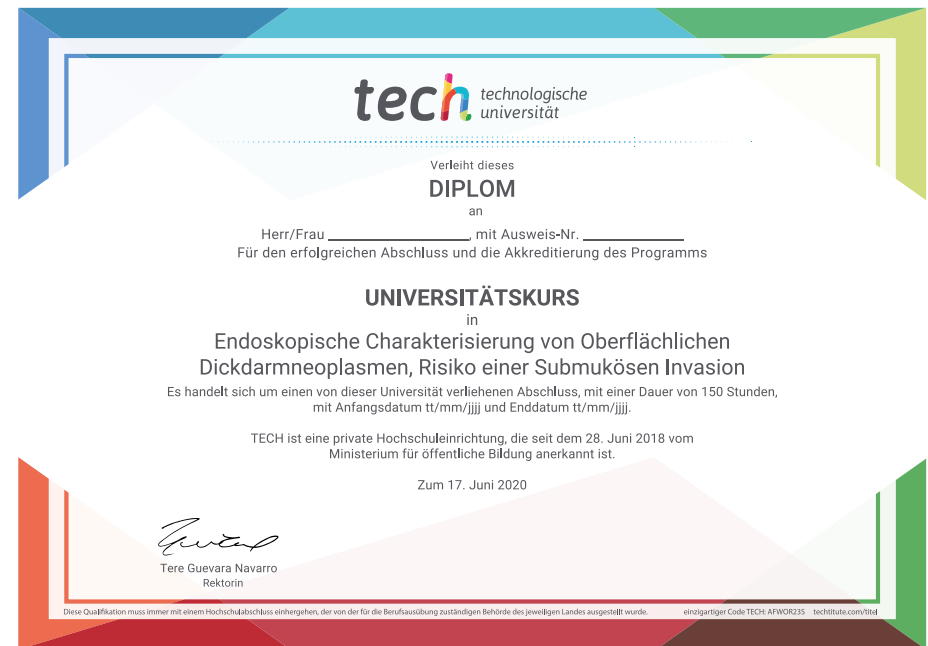 tech technologische
universität
Verleiht dieses
DIPLOM
an
Herr/Frau ____________________, mit Ausweis-Nr. ______________
Für den erfolgreichen Abschluss und die Akkreditierung des Programms
UNIVERSITÄTSKURS
in
Endoskopische Charakterisierung von Oberflächlichen
Dickdarmneoplasmen, Risiko einer Submukösen Invasion
Es handelt sich um einen von dieser Universität verliehenen Abschluss, mit einer Dauer von 150 Stunden,
mit Anfangsdatum tt/mm/jjjj und Enddatum tt/mm/jjjj.
TECH ist eine private Hochschuleinrichtung, die seit dem 28. Juni 2018 vom
Ministerium für öffentliche Bildung anerkannt ist.
Zum 17. Juni 2020
Tere Guevara Navarro
Rektorin
Diese Qualifikation muss immer mit einem Hochschulabschluss einhergehen, der von der für die Berufsausübung zuständigen Behörde des jeweiligen Landes ausgestellt wurde. einzigartiger Code TECH: AFWOR23S techtitute.com/titel